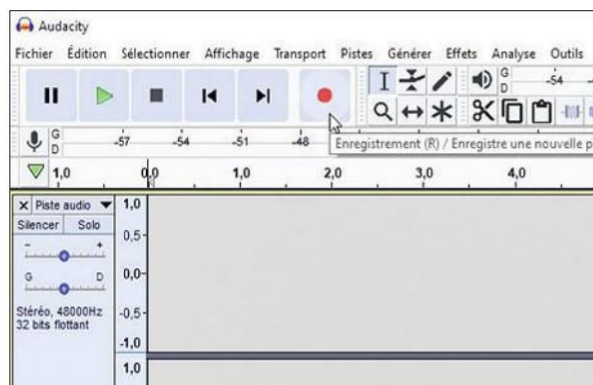 Audacity
Fichier Édition Sélectionner Affichage Transport Pistes Générer Effets Analyse Outils
G
D
-54
G
D
-57 -54 -51 -48
Enregistrement (R) / Enregistre une nouvelle p
1,0 0,0 1,0 2,0 3,0 4,0
Piste audio
Silencer Solo
- +
G D
Stéréo, 48000Hz
32 bits flottant
1,0
0,5-
0,0-
-0,5-
-1,0
1,0